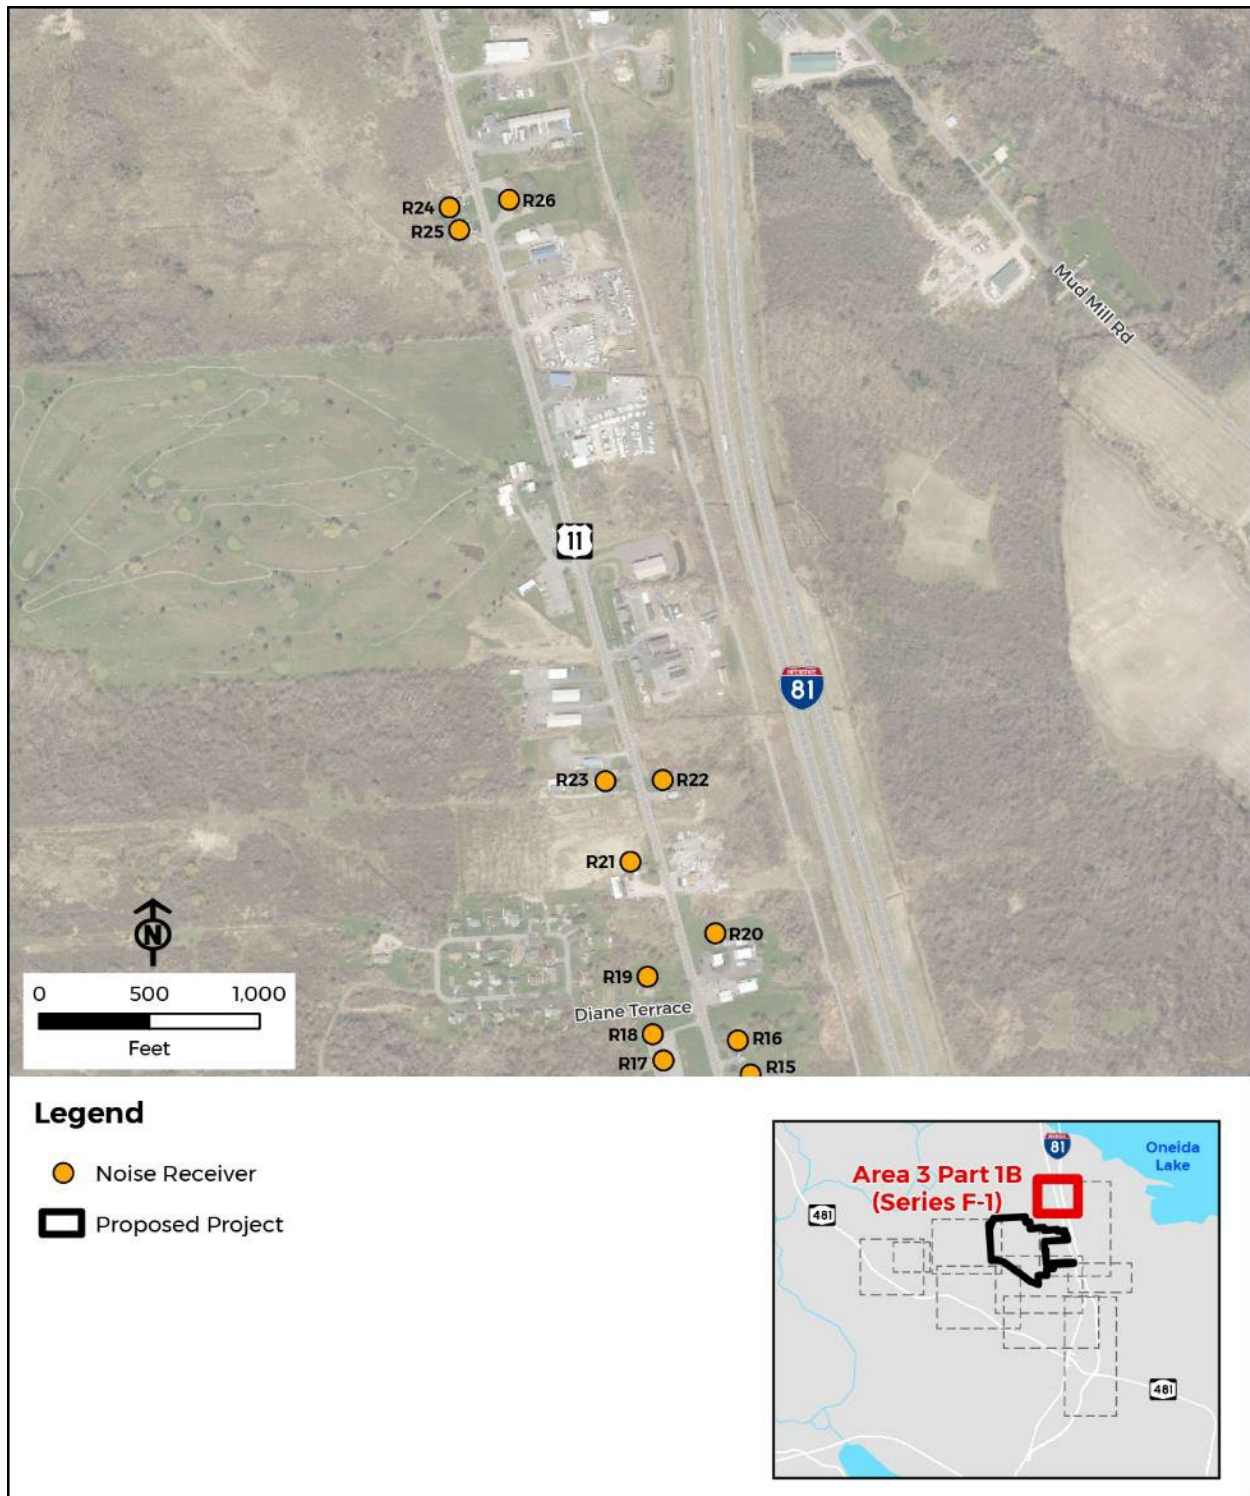 R26
R24
R25
Mud Mill Rd
11
INTERSTATE
81
R23
R22
R21
R20
R19
Diane Terrace
R18
R16
R17
R15
N
0 500 1,000
Feet
Legend
Noise Receiver
Proposed Project
81
Oneida
Lake
Area 3 Part 1B
(Series F-1)
481
481